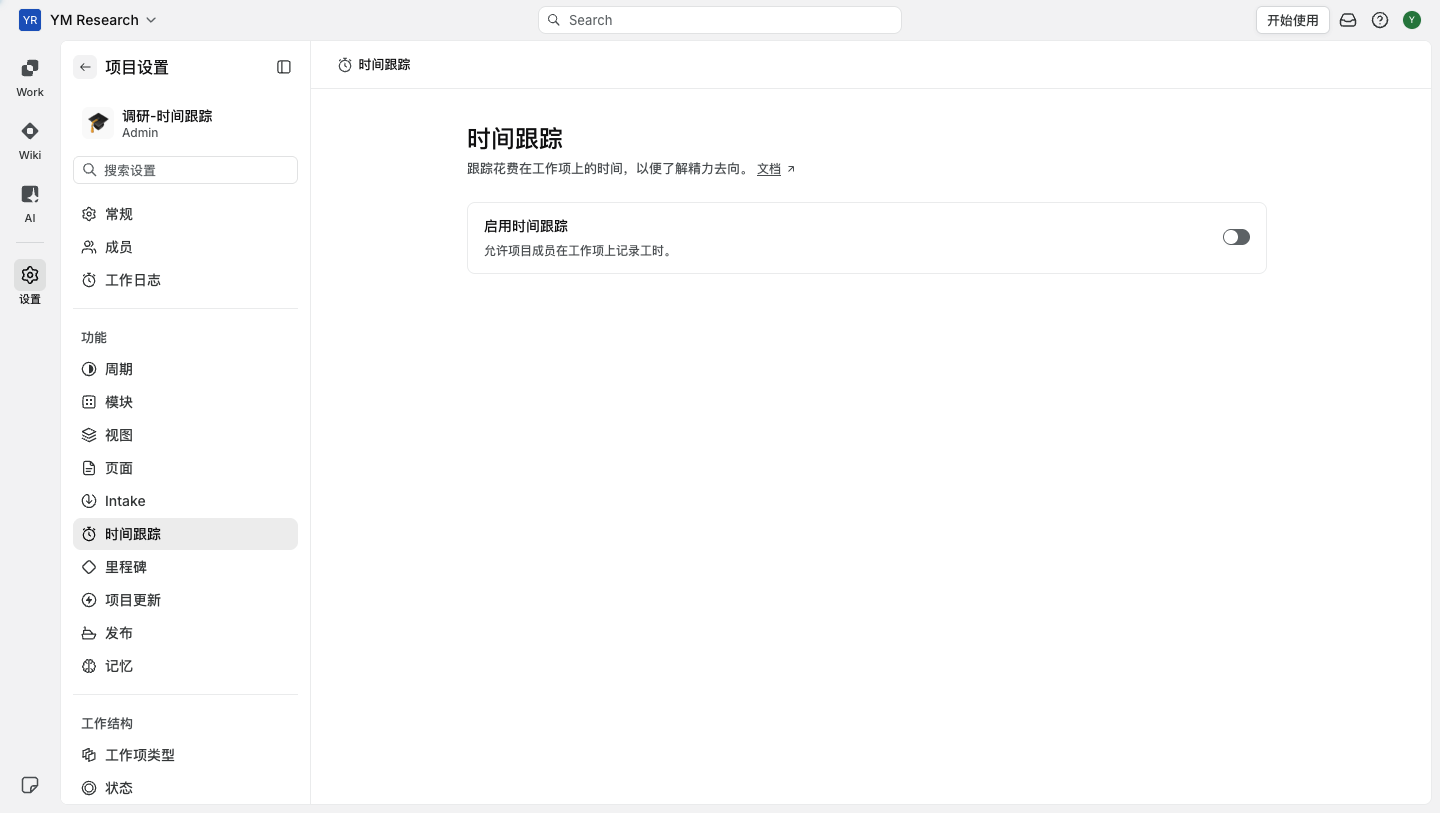 YR YM Research
Search
开始使用
Y
Work
Wiki
AI
设置
项目设置
调研-时间跟踪
Admin
搜索设置
常规
成员
工作日志
功能
周期
模块
视图
页面
Intake
时间跟踪
里程碑
项目更新
发布
记忆
工作结构
工作项类型
状态
时间跟踪
时间跟踪
跟踪花费在工作项上的时间，以便了解精力去向。 文档
启用时间跟踪
允许项目成员在工作项上记录工时。